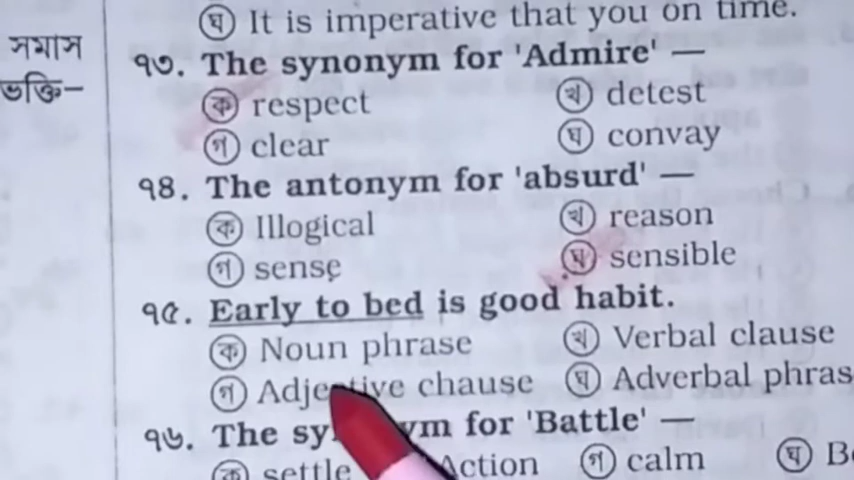 ঘ It is imperative that you on time.
সমাস
ভক্তি–
৭৩. The synonym for 'Admire' —
ক respect খ detest
গ clear ঘ convay
৭৪. The antonym for 'absurd' —
ক Illogical খ reason
গ sense ঘ sensible
৭৫. Early to bed is good habit.
ক Noun phrase খ Verbal clause
গ Adjective chause ঘ Adverbal phras
৭৬. The sy ym for 'Battle' —
ক settle Action গ calm ঘ